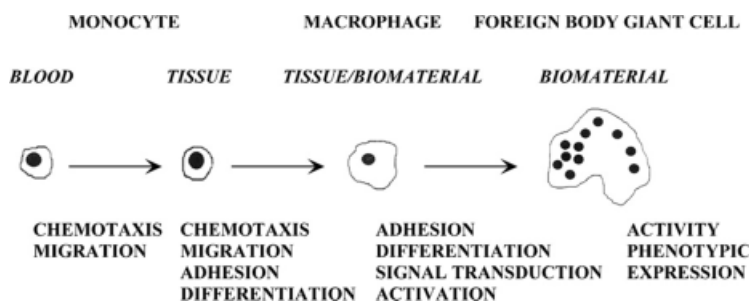 MONOCYTE MACROPHAGE FOREIGN BODY GIANT CELL
BLOOD TISSUE TISSUE/BIOMATERIAL BIOMATERIAL
CHEMOTAXIS CHEMOTAXIS ADHESION ACTIVITY
MIGRATION MIGRATION DIFFERENTIATION PHENOTYPIC
ADHESION SIGNAL TRANSDUCTION EXPRESSION
DIFFERENTIATION ACTIVATION